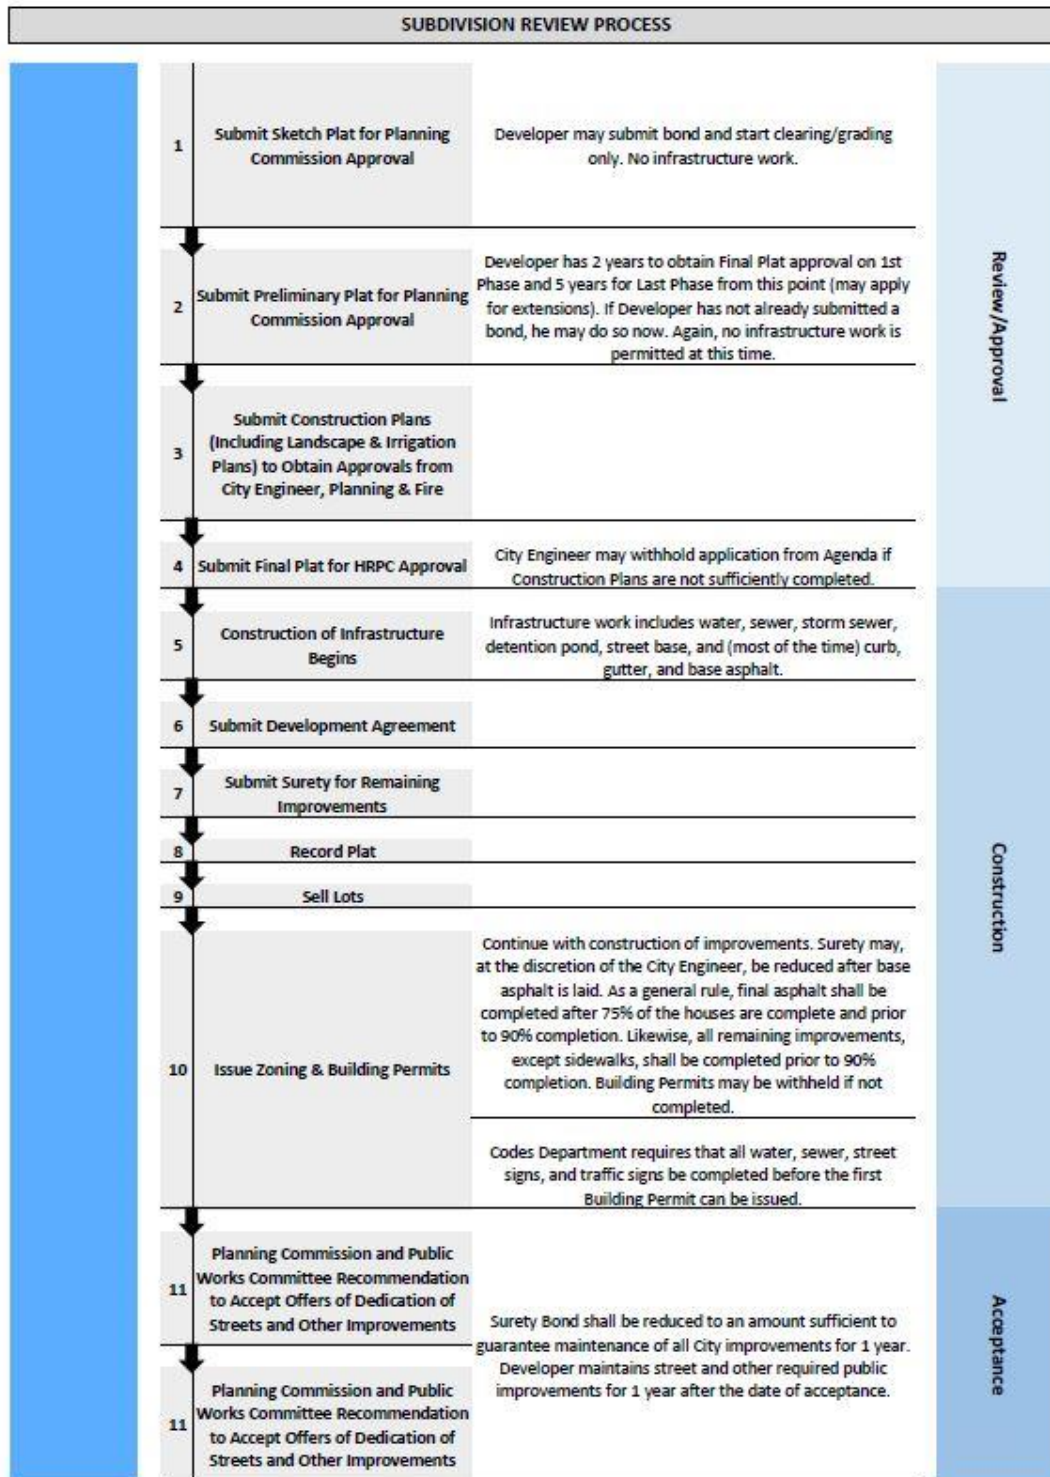 SUBDIVISION REVIEW PROCESS
1
Submit Sketch Plat for Planning
Commission Approval
Developer may submit bond and start clearing/grading
only. No infrastructure work.
2
Submit Preliminary Plat for Planning
Commission Approval
Developer has 2 years to obtain Final Plat approval on 1st
Phase and 5 years for Last Phase from this point (may apply
for extensions). If Developer has not already submitted a
bond, he may do so now. Again, no infrastructure work is
permitted at this time.
Review/Approval
3
Submit Construction Plans
(Including Landscape & Irrigation
Plans) to Obtain Approvals from
City Engineer, Planning & Fire
4
Submit Final Plat for HRPC Approval
City Engineer may withhold application from Agenda if
Construction Plans are not sufficiently completed.
5
Construction of Infrastructure
Begins
Infrastructure work includes water, sewer, storm sewer,
detention pond, street base, and (most of the time) curb,
gutter, and base asphalt.
6
Submit Development Agreement
7
Submit Surety for Remaining
Improvements
8
Record Plat
9
Sell Lots
Construction
10
Issue Zoning & Building Permits
Continue with construction of improvements. Surety may,
at the discretion of the City Engineer, be reduced after base
asphalt is laid. As a general rule, final asphalt shall be
completed after 75% of the houses are complete and prior
to 90% completion. Likewise, all remaining improvements,
except sidewalks, shall be completed prior to 90%
completion. Building Permits may be withheld if not
completed.
Codes Department requires that all water, sewer, street
signs, and traffic signs be completed before the first
Building Permit can be issued.
11
Planning Commission and Public
Works Committee Recommendation
to Accept Offers of Dedication of
Streets and Other Improvements
Surety Bond shall be reduced to an amount sufficient to
guarantee maintenance of all City improvements for 1 year.
Developer maintains street and other required public
improvements for 1 year after the date of acceptance.
Acceptance
11
Planning Commission and Public
Works Committee Recommendation
to Accept Offers of Dedication of
Streets and Other Improvements